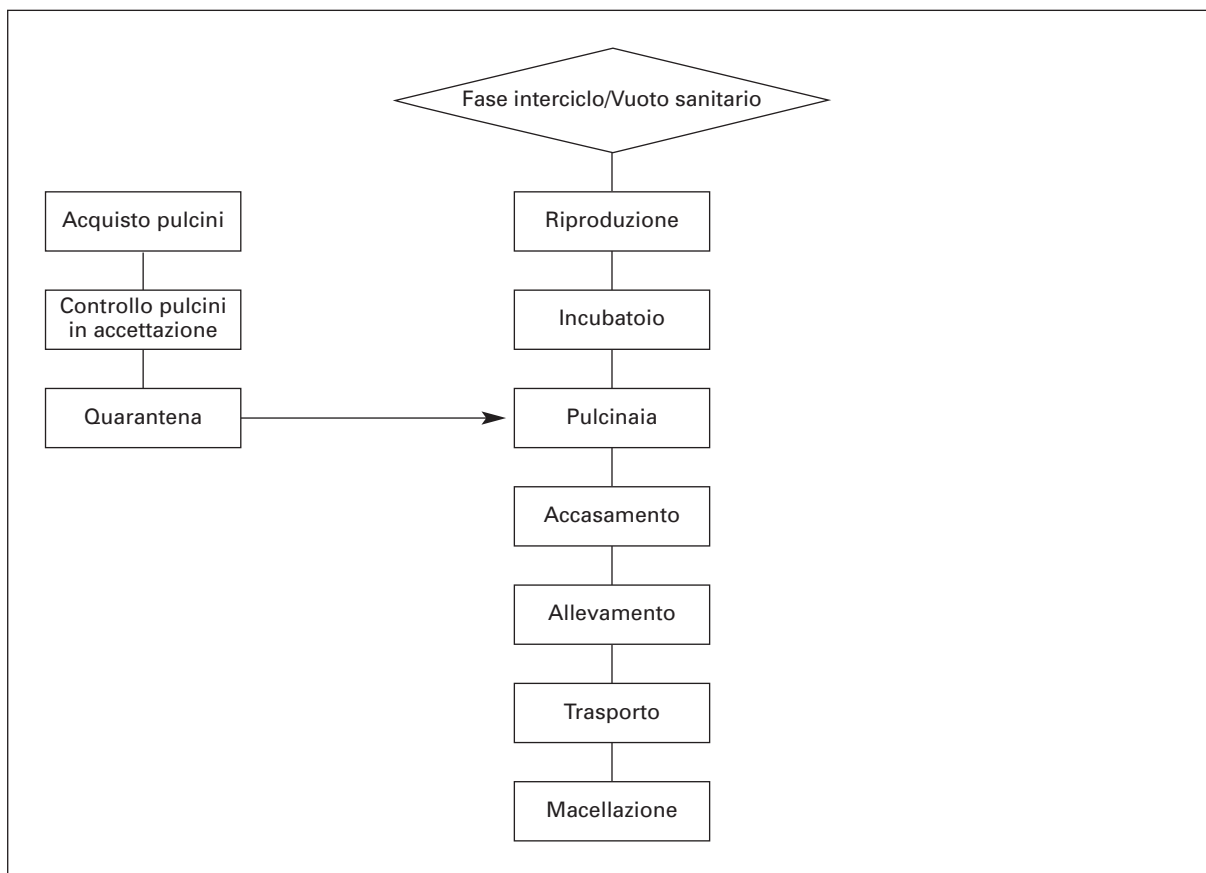 Fase interciclo/Vuoto sanitario
Acquisto pulcini
Riproduzione
Controllo pulcini
in accettazione
Incubatoio
Quarantena
Pulcinaia
Accasamento
Allevamento
Trasporto
Macellazione